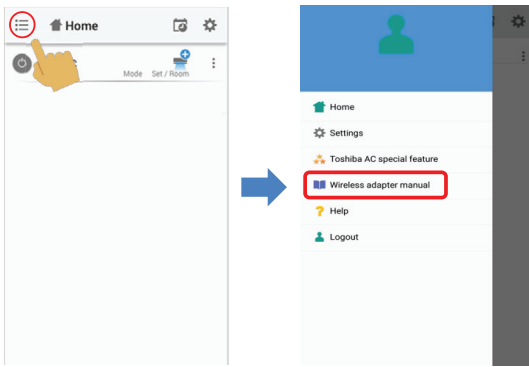 Home
Mode Set / Room
Home
Settings
Toshiba AC special feature
Wireless adapter manual
Help
Logout